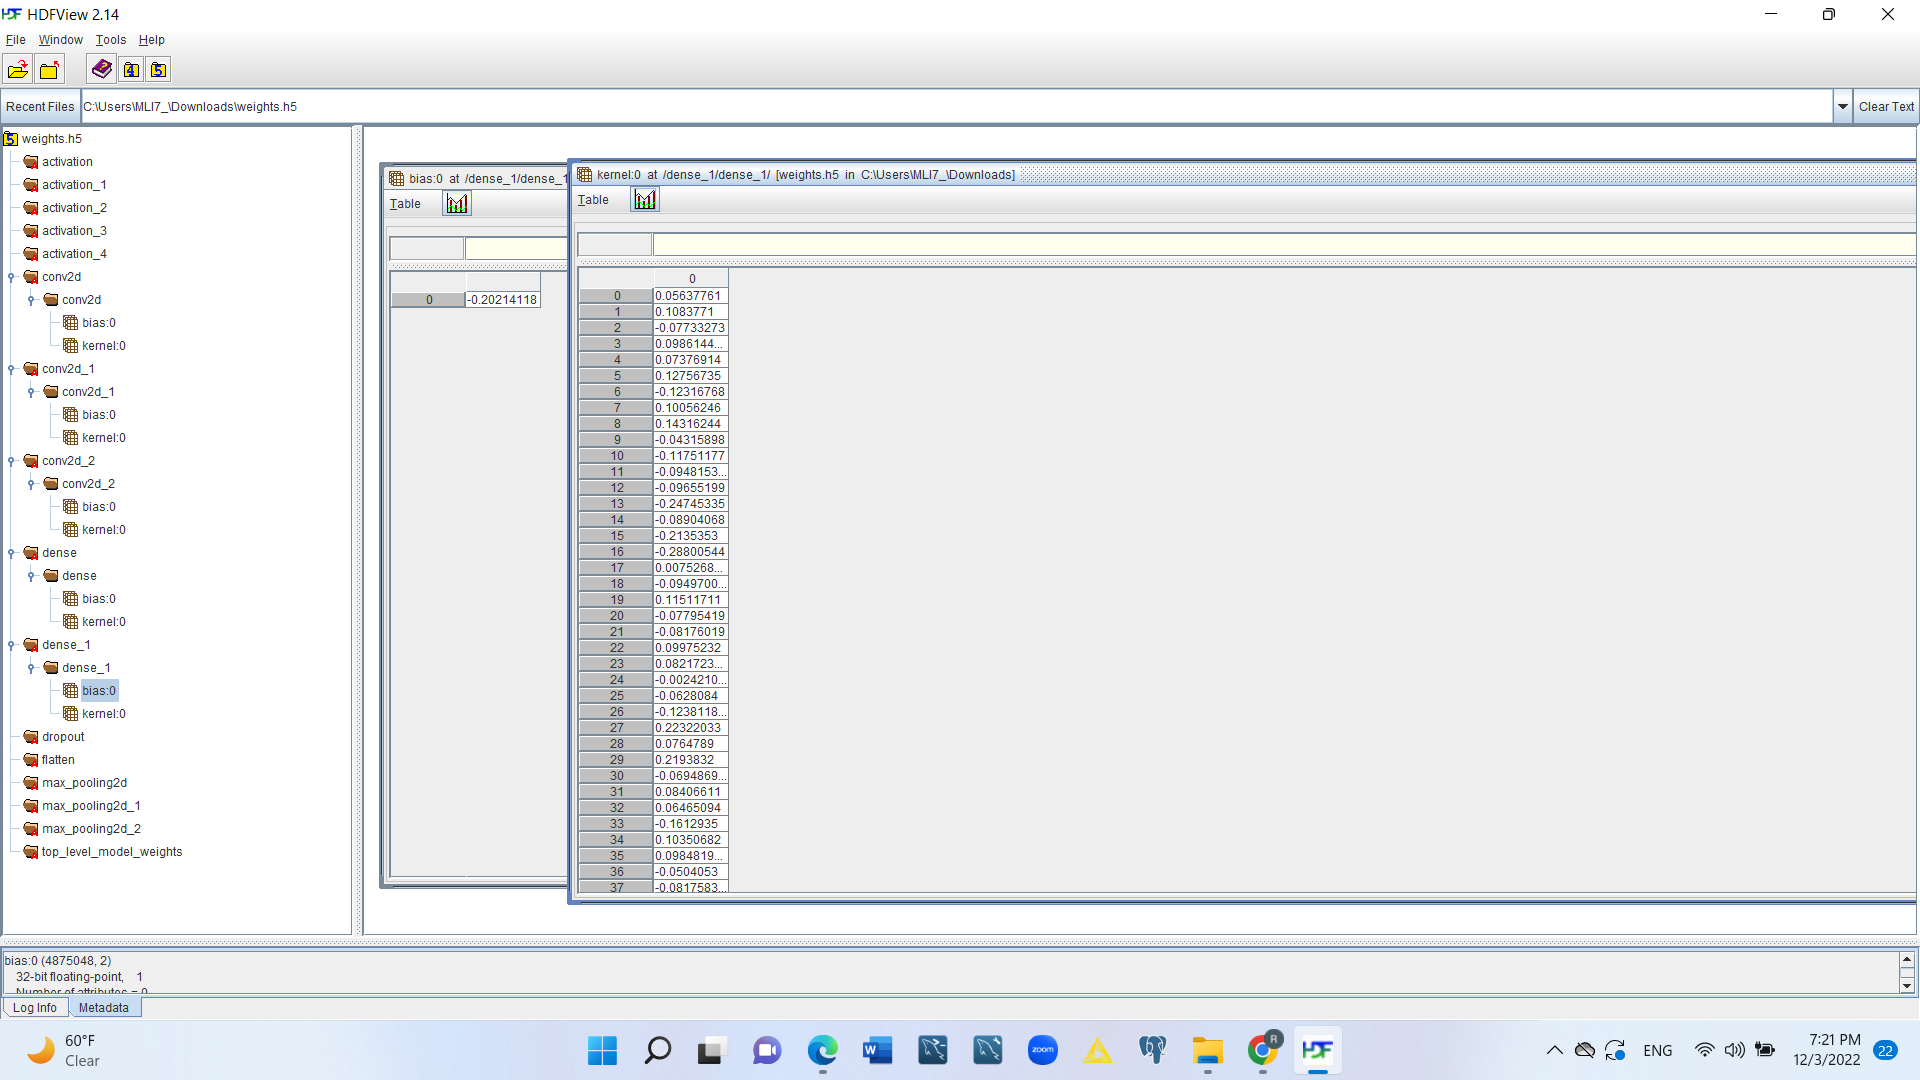 HDFView 2.14
File Window Tools Help
Recent Files C:\Users\MLI7_\Downloads\weights.h5 Clear Text
weights.h5
activation
activation_1
activation_2
activation_3
activation_4
conv2d
conv2d
bias:0
kernel:0
conv2d_1
conv2d_1
bias:0
kernel:0
conv2d_2
conv2d_2
bias:0
kernel:0
dense
dense
bias:0
kernel:0
dense_1
dense_1
bias:0
kernel:0
dropout
flatten
max_pooling2d
max_pooling2d_1
max_pooling2d_2
top_level_model_weights
bias:0 at /dense_1/dense_1
Table
0 -0.20214118
kernel:0 at /dense_1/dense_1/ [weights.h5 in C:\Users\MLI7_\Downloads]
Table
0
0 0.05637761
1 0.1083771
2 -0.07733273
3 0.0986144...
4 0.07376914
5 0.12756735
6 -0.12316768
7 0.10056246
8 0.14316244
9 -0.04315898
10 -0.11751177
11 -0.0948153...
12 -0.09655199
13 -0.24745335
14 -0.08904068
15 -0.2135353
16 -0.28800544
17 0.0075268...
18 -0.0949700...
19 0.11511711
20 -0.07795419
21 -0.08176019
22 0.09975232
23 0.0821723...
24 -0.0024210...
25 -0.0628084
26 -0.1238118...
27 0.22322033
28 0.0764789
29 0.2193832
30 -0.0694869...
31 0.08406611
32 0.06465094
33 -0.1612935
34 0.10350682
35 0.0984819...
36 -0.0504053
37 -0.0817583...
bias:0 (4875048, 2)
32-bit floating-point, 1
Number of attributes = 0
Log Info Metadata
60°F
Clear
zoom
R
HDF
ENG
7:21 PM
12/3/2022
22